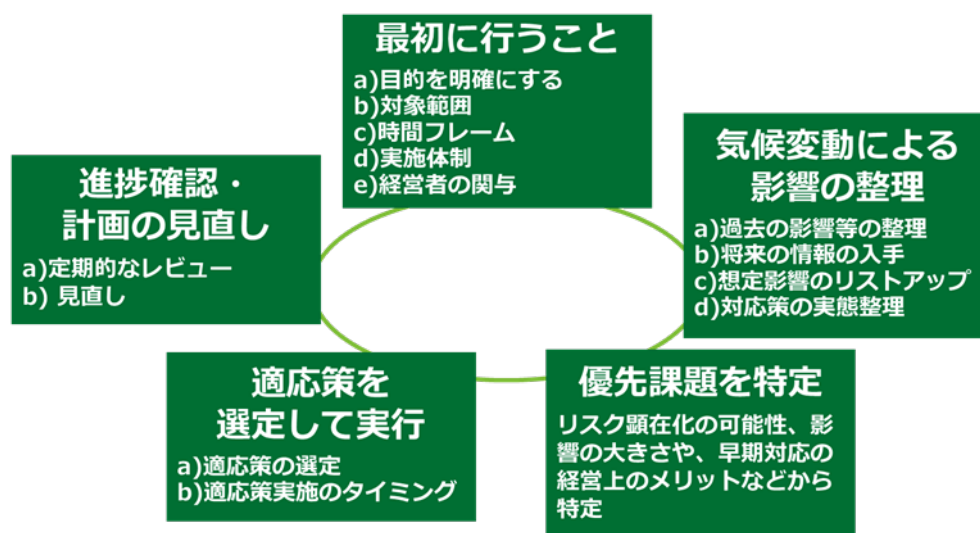 最初に行うこと
a)目的を明確にする
b)対象範囲
c)時間フレーム
d)実施体制
e)経営者の関与
気候変動による
影響の整理
a)過去の影響等の整理
b)将来の情報の入手
c)想定影響のリストアップ
d)対応策の実態整理
優先課題を特定
リスク顕在化の可能性、影
響の大きさや、早期対応の
経営上のメリットなどから
特定
適応策を
選定して実行
a)適応策の選定
b)適応策実施のタイミング
進捗確認・
計画の見直し
a)定期的なレビュー
b) 見直し